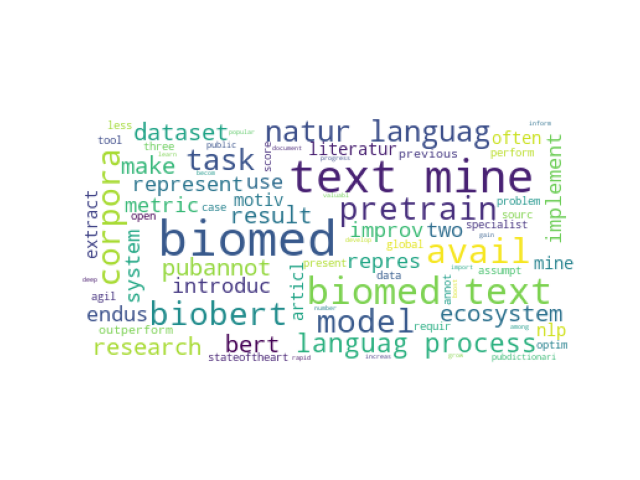 less
tool
dataset
natur languag
inform
popular
often
three
public
learn
make
task
score
document
literatur
previous
progress
perform
text mine
implement
extract
corpora
represent
becom
use
motiv
valuabl
problem
open
metric
case
result
pretrain
sourc
biomed
improv
two
specialist
system
global
gain
avail
develop
pubannot
present
repres
assumpt
mine
deep
introduc
articl
data
import
annot
agil
biomed text
number
requir
among
endus
biobert
model
ecosystem
outperform
nlp
research
bert
languag process
optim
stateoftheart
rapid
increas
grow
pubdictionari